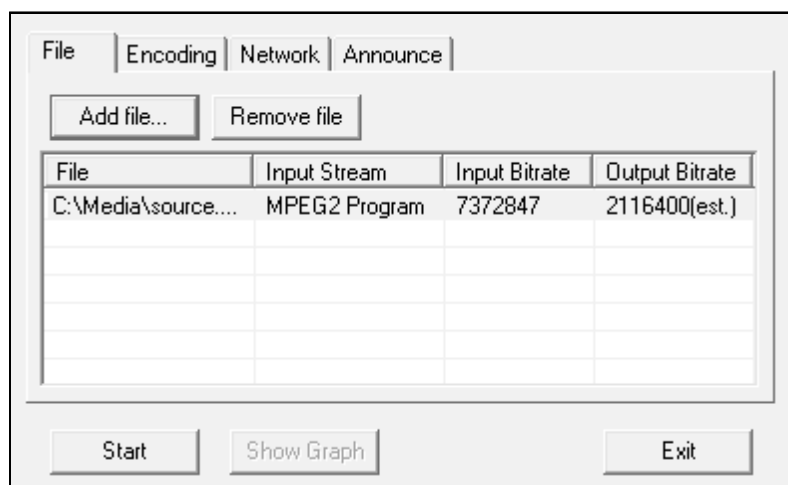 File Encoding Network Announce
Add file... Remove file
File Input Stream Input Bitrate Output Bitrate
C:\Media\source.... MPEG2 Program 7372847 2116400(est.)
Start Show Graph Exit